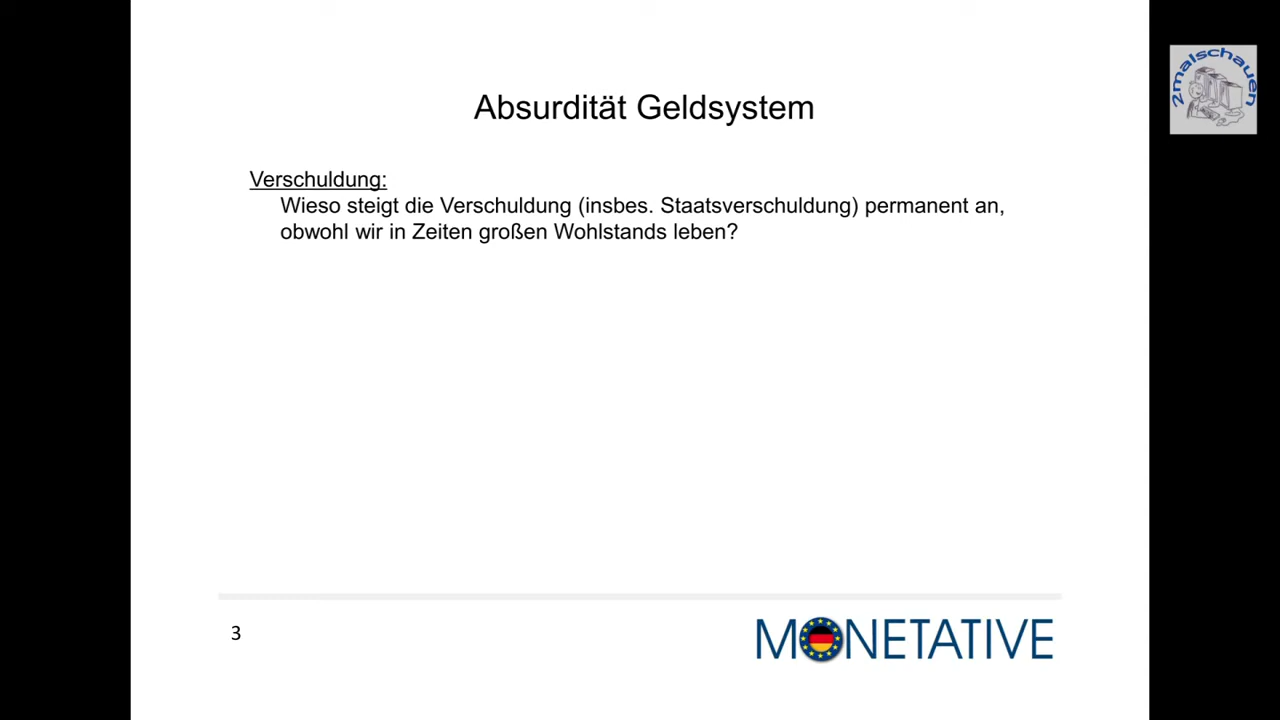 2malschauen
Absurdität Geldsystem
Verschuldung:
Wieso steigt die Verschuldung (insbes. Staatsverschuldung) permanent an,
obwohl wir in Zeiten großen Wohlstands leben?
3
MONETATIVE